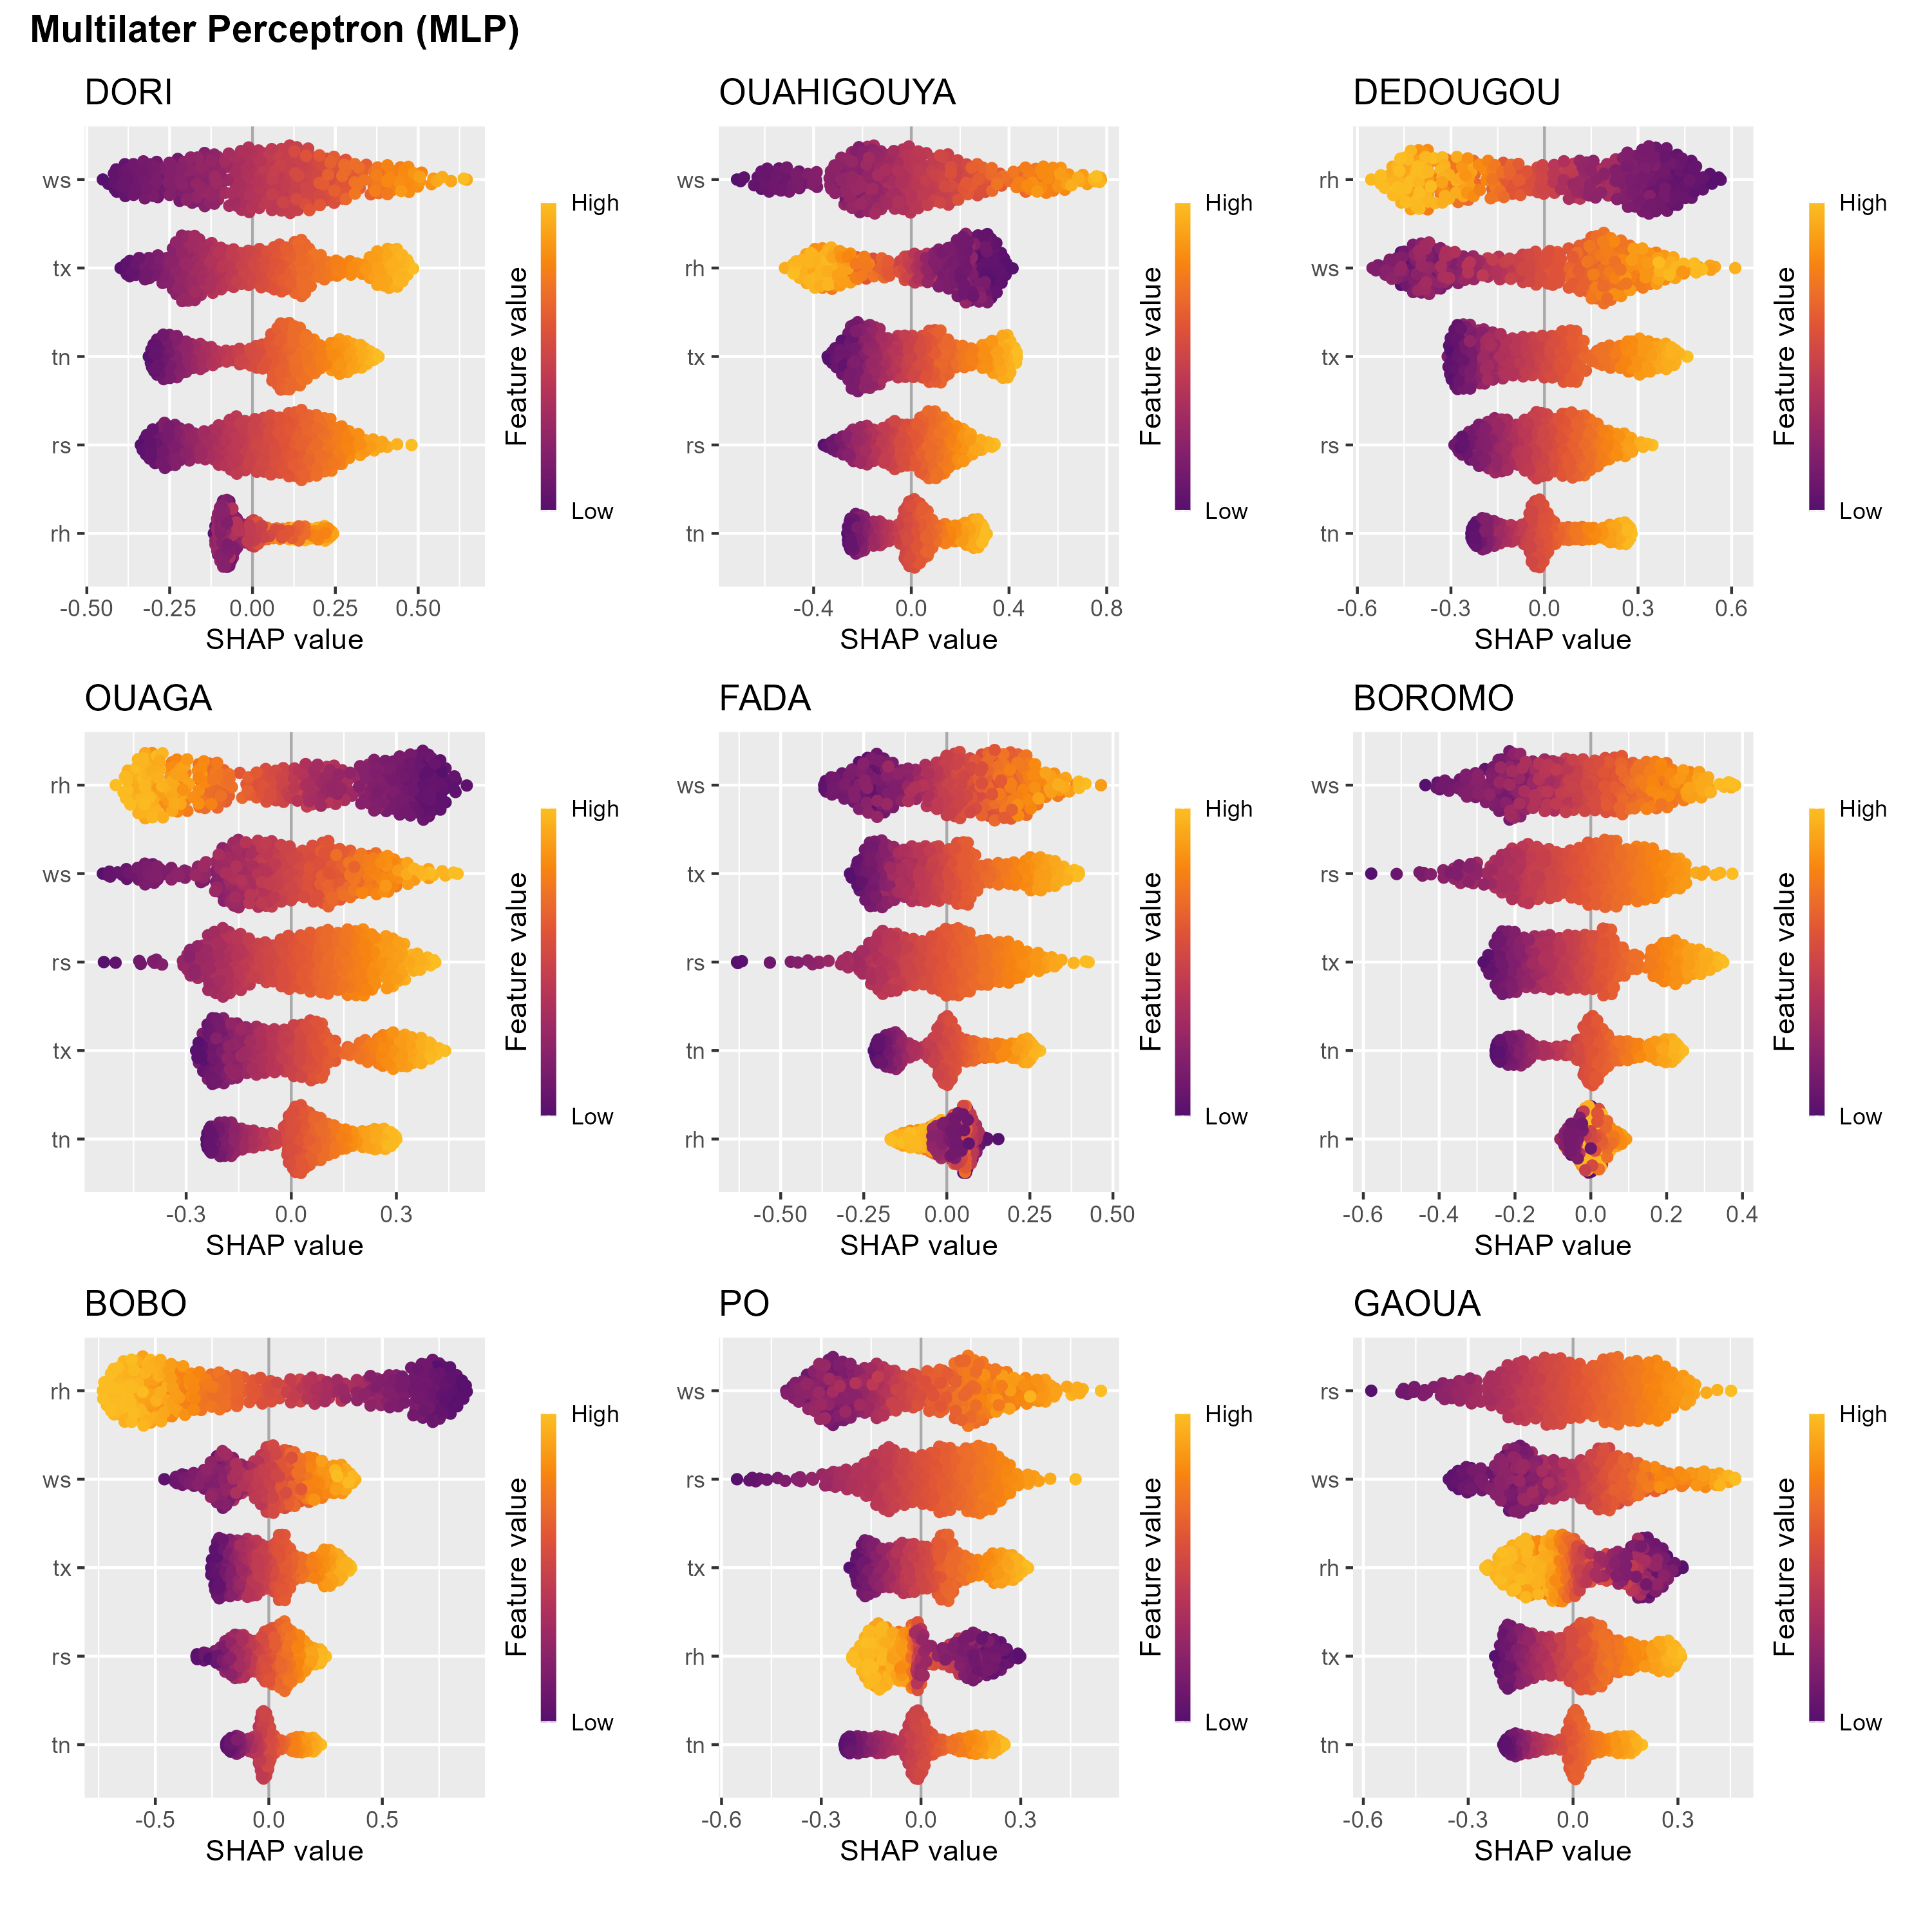 Multilater Perceptron (MLP)
DORI
ws
tx
tn
rs
rh
-0.50 -0.25 0.00 0.25 0.50
SHAP value
High
Feature value
Low
OUAHIGOUYA
ws
rh
tx
rs
tn
-0.4 0.0 0.4 0.8
SHAP value
High
Feature value
Low
DEDOUGOU
rh
ws
tx
rs
tn
-0.6 -0.3 0.0 0.3 0.6
SHAP value
High
Feature value
Low
OUAGA
rh
ws
rs
tx
tn
-0.3 0.0 0.3
SHAP value
High
Feature value
Low
FADA
ws
tx
rs
tn
rh
-0.50 -0.25 0.00 0.25 0.50
SHAP value
High
Feature value
Low
BOROMO
ws
rs
tx
tn
rh
-0.6 -0.4 -0.2 0.0 0.2 0.4
SHAP value
High
Feature value
Low
BOBO
rh
ws
tx
rs
tn
-0.5 0.0 0.5
SHAP value
High
Feature value
Low
PO
ws
rs
tx
rh
tn
-0.6 -0.3 0.0 0.3
SHAP value
High
Feature value
Low
GAOUA
rs
ws
rh
tx
tn
-0.6 -0.3 0.0 0.3
SHAP value
High
Feature value
Low